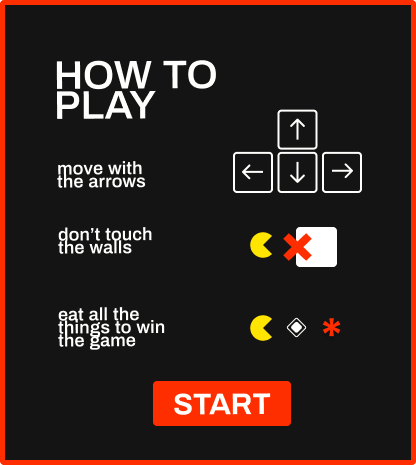 HOW TO
PLAY
move with
the arrows
don't touch
the walls
eat all the
things to win
the game
START